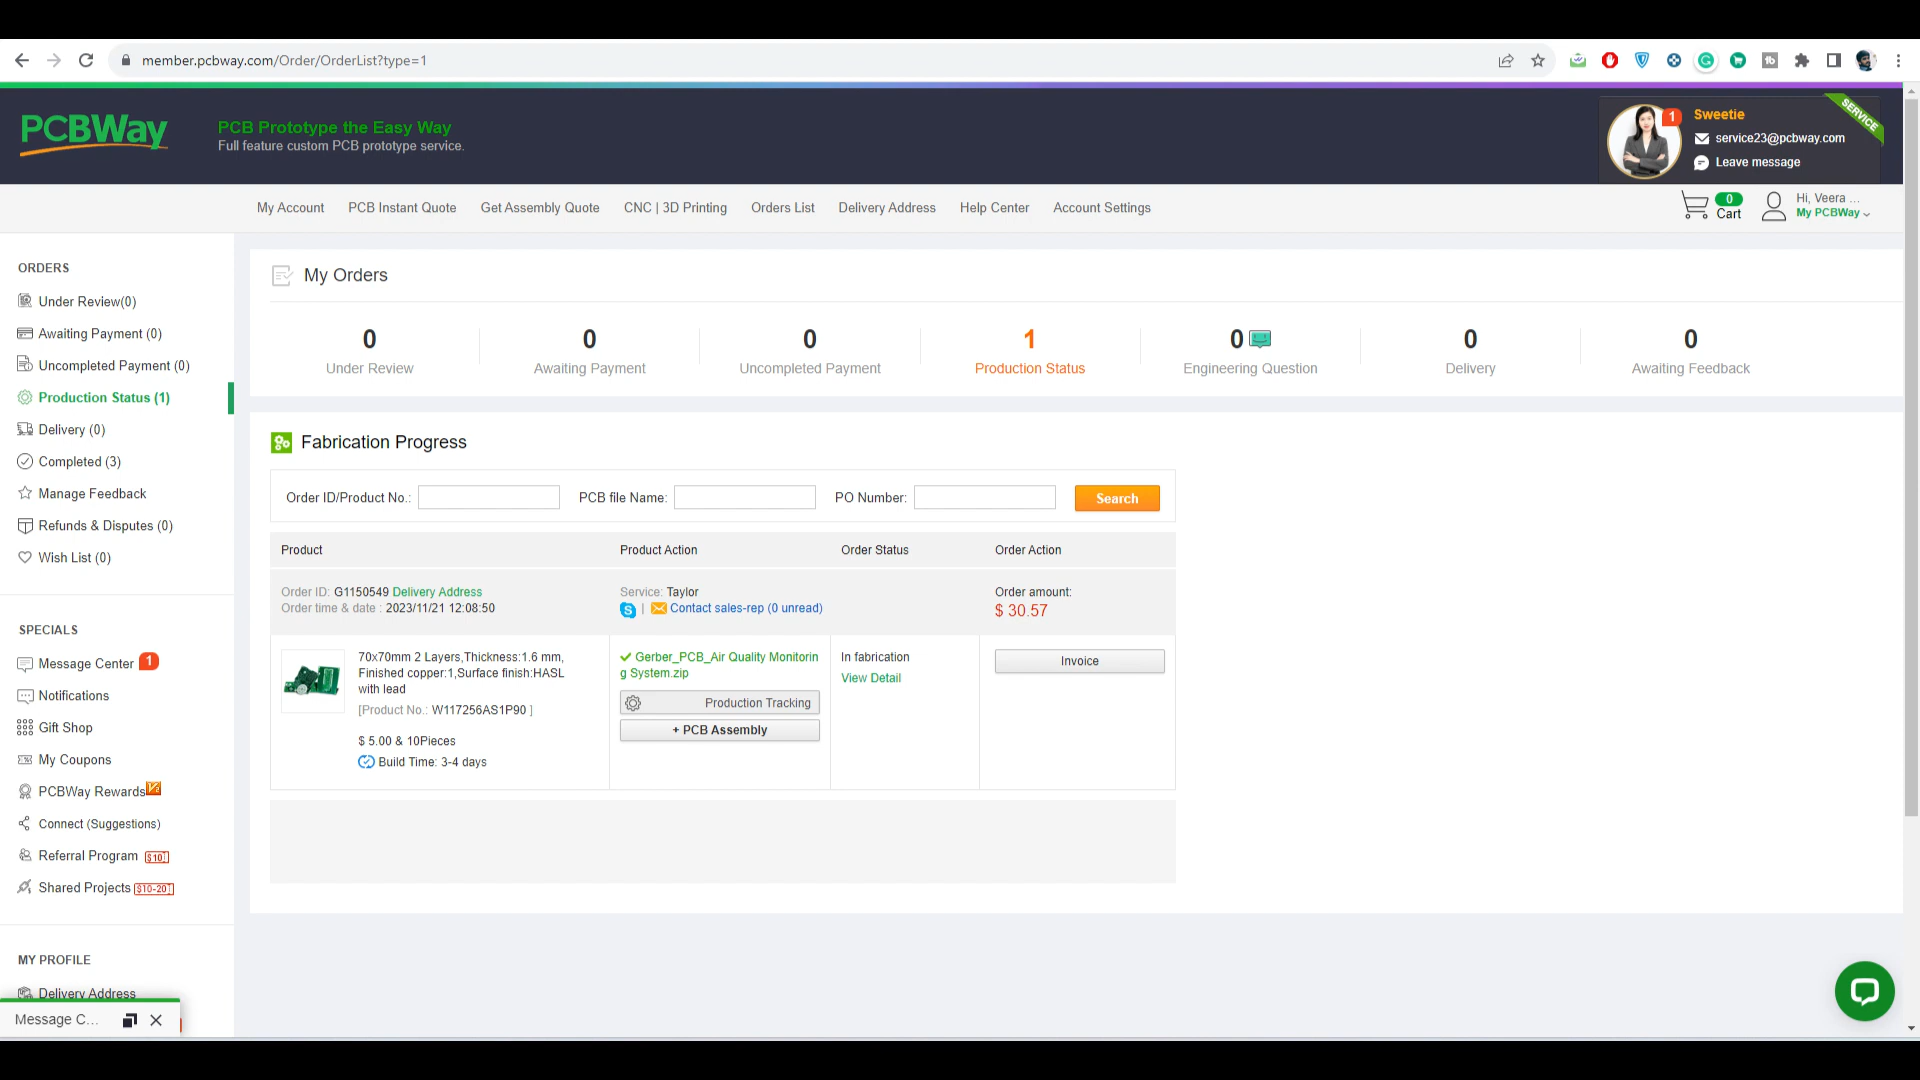 member.pcbway.com/Order/OrderList?type=1
PCBWay
PCB Prototype the Easy Way
Full feature custom PCB prototype service.
1
Sweetie
service23@pcbway.com
Leave message
SERVICE
My Account
PCB Instant Quote
Get Assembly Quote
CNC | 3D Printing
Orders List
Delivery Address
Help Center
Account Settings
0
Cart
Hi, Veera ...
My PCBWay
ORDERS
Under Review(0)
Awaiting Payment (0)
Uncompleted Payment (0)
Production Status (1)
Delivery (0)
Completed (3)
Manage Feedback
Refunds & Disputes (0)
Wish List (0)
SPECIALS
Message Center 1
Notifications
Gift Shop
My Coupons
PCBWay Rewards
Connect (Suggestions)
Referral Program $10
Shared Projects $10-20
MY PROFILE
Delivery Address
Message C...
My Orders
0
Under Review
0
Awaiting Payment
0
Uncompleted Payment
1
Production Status
0
Engineering Question
0
Delivery
0
Awaiting Feedback
Fabrication Progress
Order ID/Product No.:
PCB file Name:
PO Number:
Search
Product
Product Action
Order Status
Order Action
Order ID: G1150549 Delivery Address
Order time & date : 2023/11/21 12:08:50
Service: Taylor
| Contact sales-rep (0 unread)
Order amount:
$ 30.57
70x70mm 2 Layers,Thickness:1.6 mm,
Finished copper:1,Surface finish:HASL
with lead
[Product No.: W117256AS1P90 ]
$ 5.00 & 10Pieces
Build Time: 3-4 days
Gerber_PCB_Air Quality Monitorin
g System.zip
Production Tracking
+ PCB Assembly
In fabrication
View Detail
Invoice